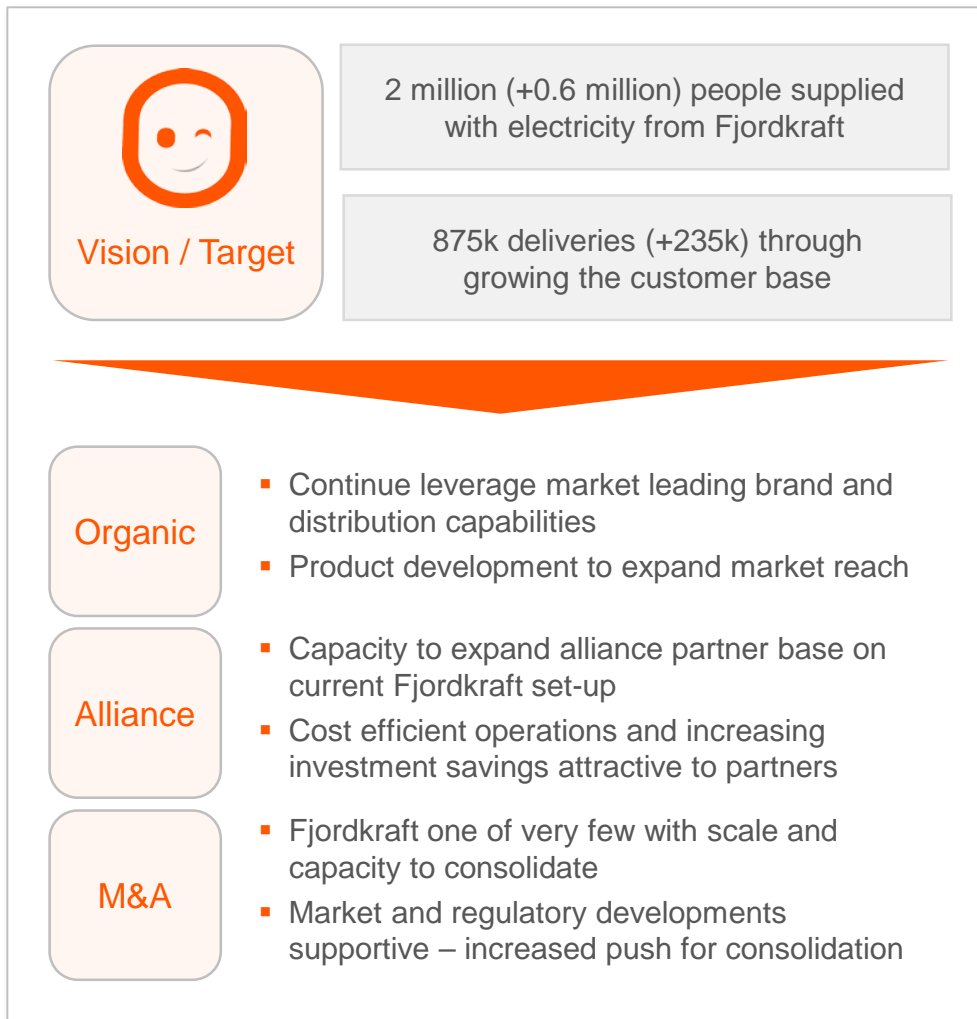 Vision / Target
2 million (+0.6 million) people supplied
with electricity from Fjordkraft
875k deliveries (+235k) through
growing the customer base
Organic
▪ Continue leverage market leading brand and
distribution capabilities
▪ Product development to expand market reach
Alliance
▪ Capacity to expand alliance partner base on
current Fjordkraft set-up
▪ Cost efficient operations and increasing
investment savings attractive to partners
M&A
▪ Fjordkraft one of very few with scale and
capacity to consolidate
▪ Market and regulatory developments
supportive – increased push for consolidation